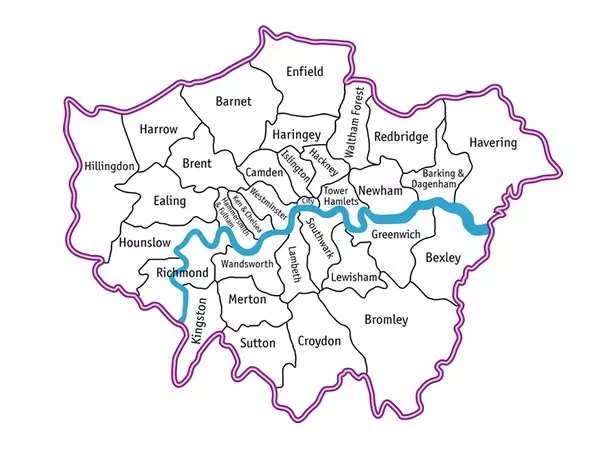 Enfield
Barnet
Harrow
Haringey
Waltham Forest
Redbridge
Havering
Hillingdon
Brent
Camden
Islington
Hackney
Barking &
Dagenham
Ealing
Westminster
Ken & Chelsea
Hammersmith
& Fulham
City
Tower
Hamlets
Newham
Hounslow
Richmond
Wandsworth
Lambeth
Southwark
Greenwich
Bexley
Lewisham
Kingston
Merton
Sutton
Croydon
Bromley